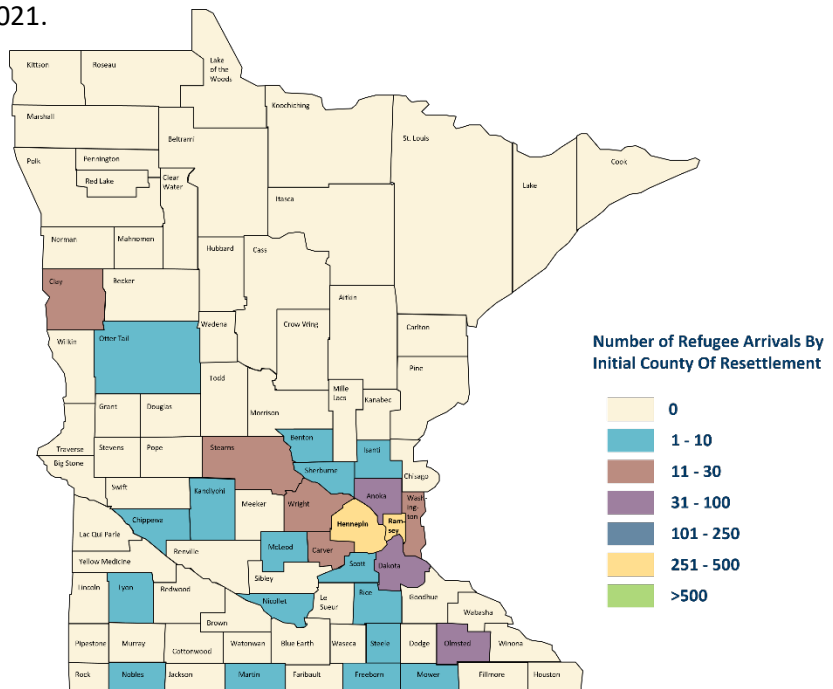 021.
Kittson
Roseau
Lake
of the
Woods
Koochiching
Marshall
St. Louis
Beltrami
Cook
Polk
Pennington
Red Lake
Clear
Water
Lake
Itasca
Norman
Mahnomen
Hubbard
Cass
Clay
Becker
Aitkin
Wadena
Crow Wing
Carlton
Wilkin
Otter Tail
Pine
Todd
Mille
Lacs
Kanabec
Grant
Douglas
Morrison
Benton
Traverse
Stevens
Pope
Stearns
Isanti
Big Stone
Sherburne
Chisago
Swift
Kandiyohi
Anoka
Wash-
ing-
ton
Meeker
Wright
Chippewa
Hennepin
Ram-
sey
Lac Qui Parle
Renville
McLeod
Carver
Yellow Medicine
Scott
Dakota
Sibley
Lincoln
Lyon
Redwood
Nicollet
Le
Sueur
Rice
Goodhue
Wabasha
Brown
Pipestone
Murray
Cottonwood
Watonwan
Blue Earth
Waseca
Steele
Dodge
Olmsted
Winona
Rock
Nobles
Jackson
Martin
Faribault
Freeborn
Mower
Fillmore
Houston
Number of Refugee Arrivals By
Initial County Of Resettlement
0
1 - 10
11 - 30
31 - 100
101 - 250
251 - 500
>500